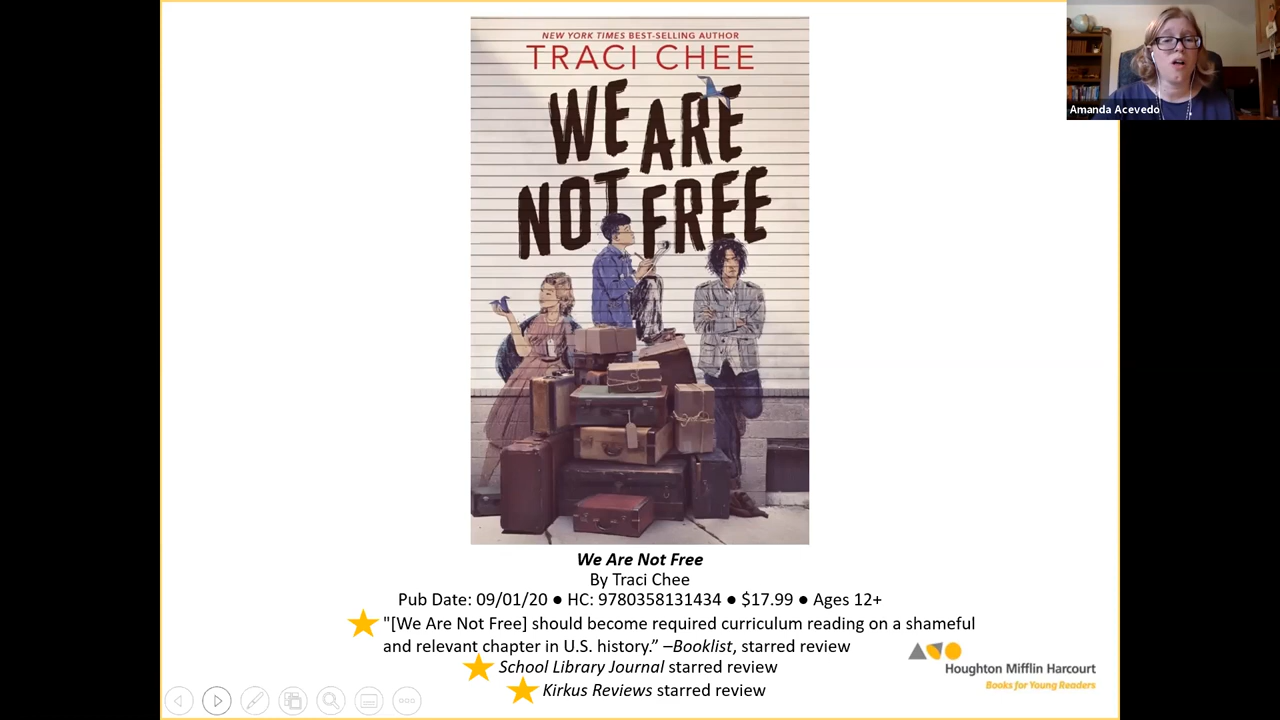 NEW YORK TIMES BEST-SELLING AUTHOR
TRACI CHEE
WE ARE
NOT FREE
Amanda Acevedo
We Are Not Free
By Traci Chee
Pub Date: 09/01/20 ● HC: 9780358131434 ● $17.99 ● Ages 12+
"[We Are Not Free] should become required curriculum reading on a shameful
and relevant chapter in U.S. history.” –Booklist, starred review
School Library Journal starred review
Kirkus Reviews starred review
Houghton Mifflin Harcourt
Books for Young Readers